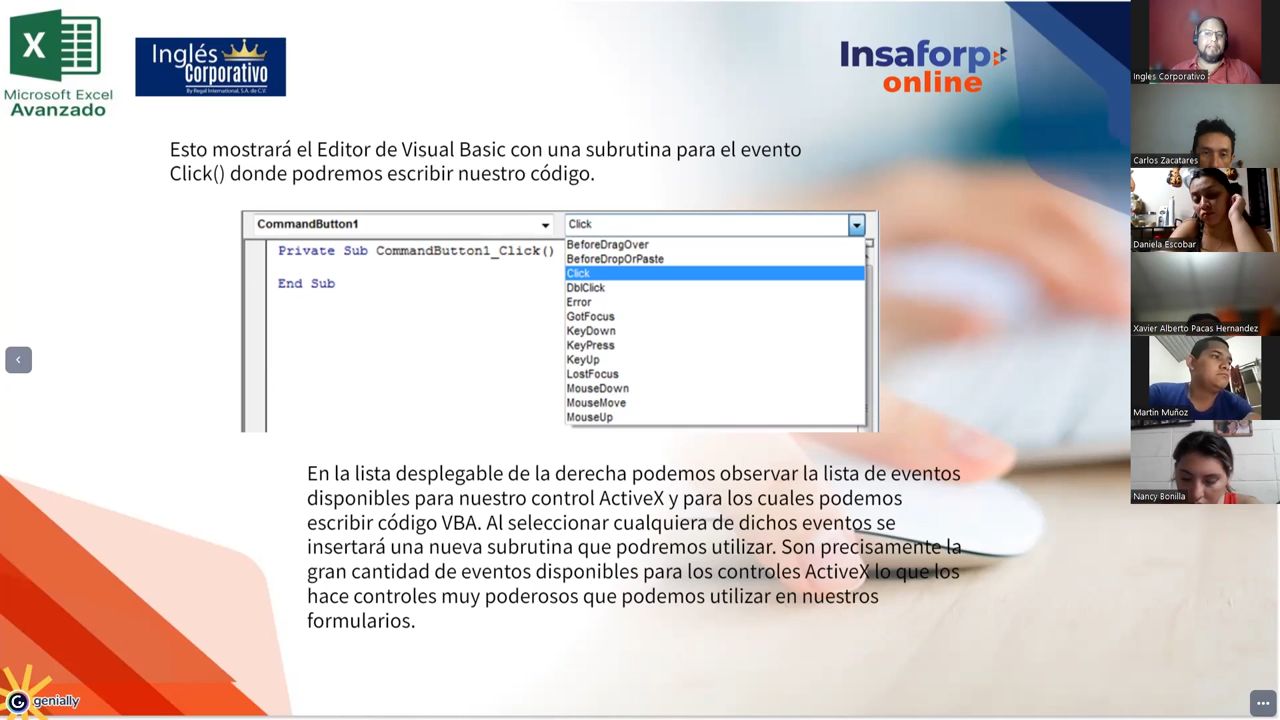 X
Microsoft Excel
Avanzado
Inglés
Corporativo
By Regal International, S.A. de C.V.
Insaforp
online
Esto mostrará el Editor de Visual Basic con una subrutina para el evento
Click() donde podremos escribir nuestro código.
CommandButton1
Click
Private Sub CommandButton1_Click()
End Sub
BeforeDragOver
BeforeDropOrPaste
Click
DblClick
Error
GotFocus
KeyDown
KeyPress
KeyUp
LostFocus
MouseDown
MouseMove
MouseUp
En la lista desplegable de la derecha podemos observar la lista de eventos
disponibles para nuestro control ActiveX y para los cuales podemos
escribir código VBA. Al seleccionar cualquiera de dichos eventos se
insertará una nueva subrutina que podremos utilizar. Son precisamente la
gran cantidad de eventos disponibles para los controles ActiveX lo que los
hace controles muy poderosos que podemos utilizar en nuestros
formularios.
genially
Ingles Corporativo
Carlos Zacatares
Daniela Escobar
Xavier Alberto Pacas Hernandez
Martin Muñoz
Nancy Bonilla